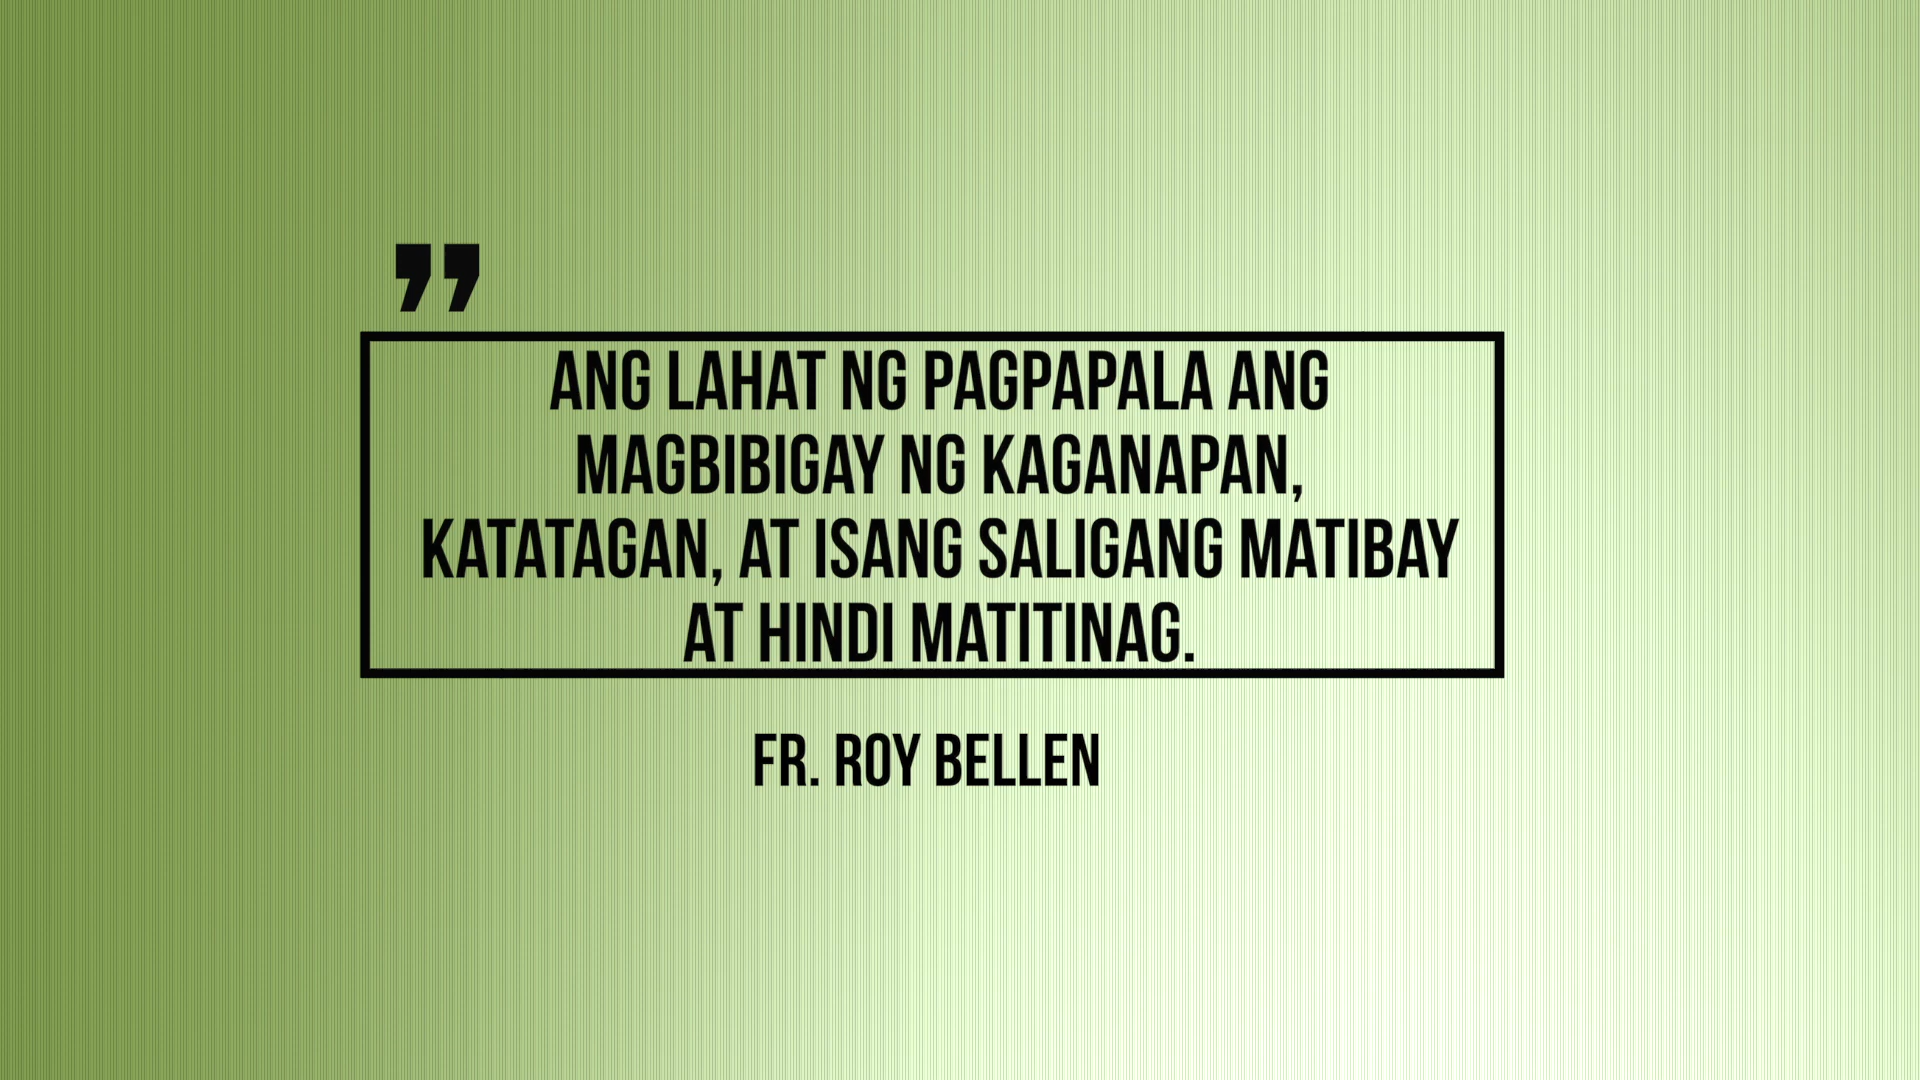 ”
ANG LAHAT NG PAGPAPALA ANG
MAGBIBIGAY NG KAGANAPAN,
KATATAGAN, AT ISANG SALIGANG MATIBAY
AT HINDI MATITINAG.
FR. ROY BELLEN